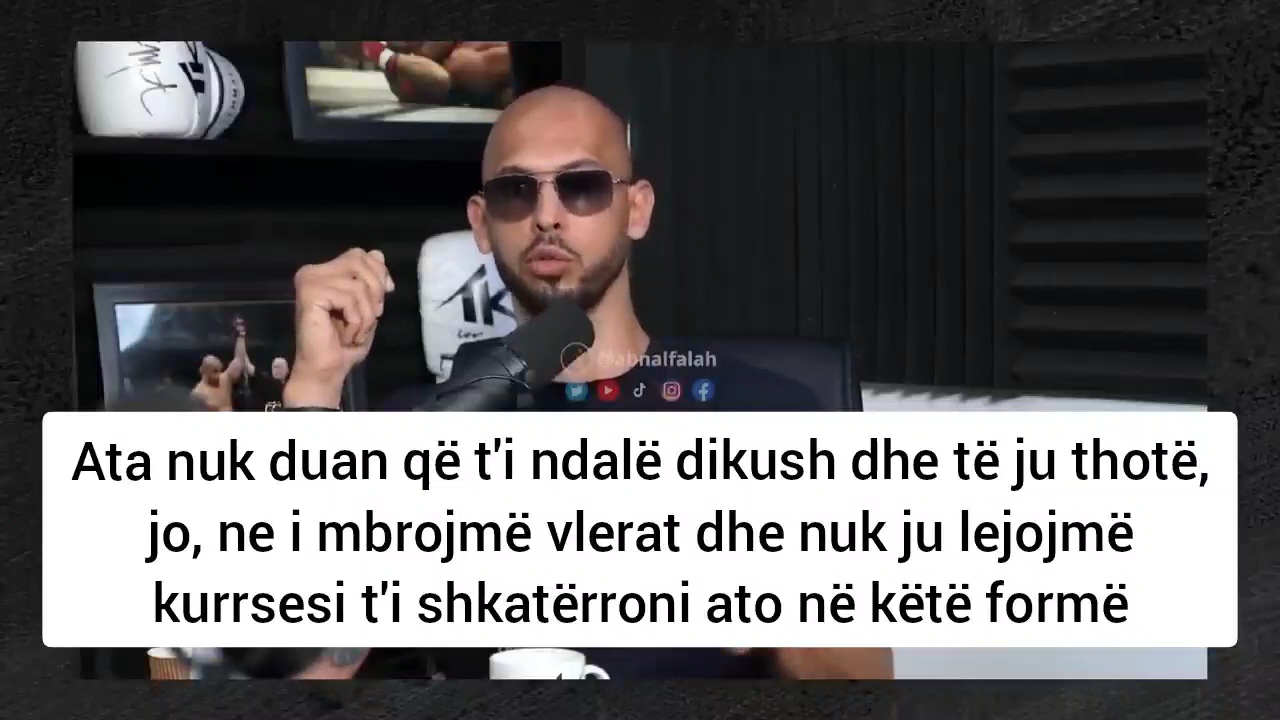 TK
@abnalfalah
Ata nuk duan që t'i ndalë dikush dhe të ju thotë,
jo, ne i mbrojmë vlerat dhe nuk ju lejojmë
kurrsesi t'i shkatërroni ato në këtë formë